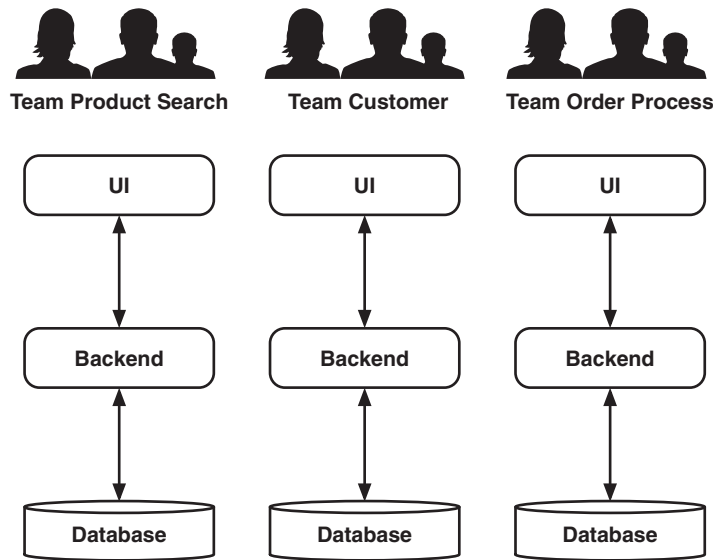 Team Product Search
Team Customer
Team Order Process
UI
UI
UI
Backend
Backend
Backend
Database
Database
Database